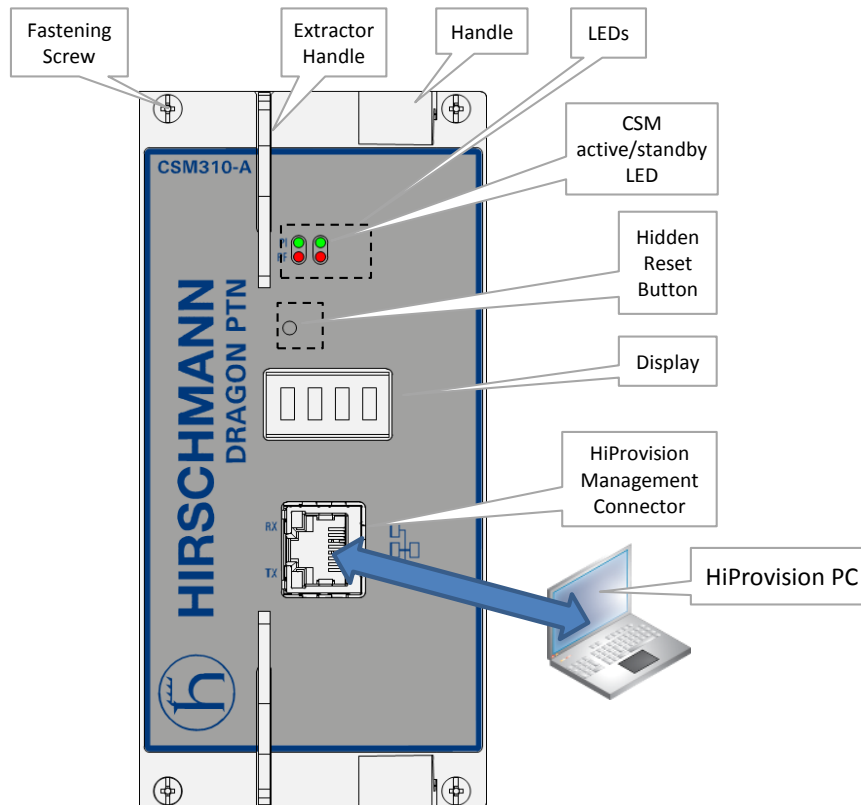 Fastening
Screw
Extractor
Handle
Handle
LEDs
CSM
active/standby
LED
CSM310-A
Hidden
Reset
Button
HIRSCHMANN
DRAGON PTN
Display
HiProvision
Management
Connector
RX
TX
HiProvision PC